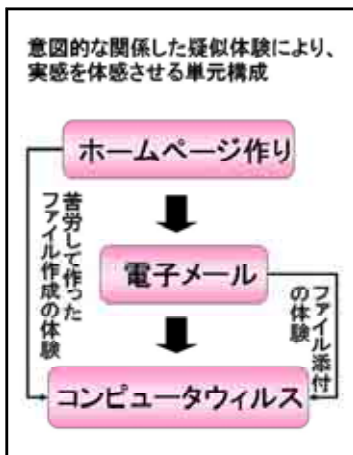 意図的な関係した疑似体験により、
実感を体感させる単元構成
ホームページ作り
苦労して作った
ファイル作成の体験
電子メール
ファイル添付
の体験
コンピュータウィルス